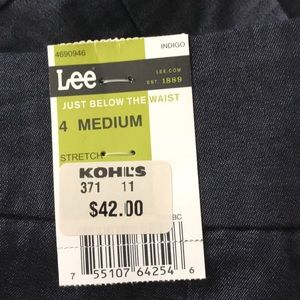 4690946 INDIGO
Lee LEE.COM
EST. 1889
JUST BELOW THE WAIST
4 MEDIUM
STRETCH
KOHL'S
371 11
$42.00
BC
7 55107 64254 6